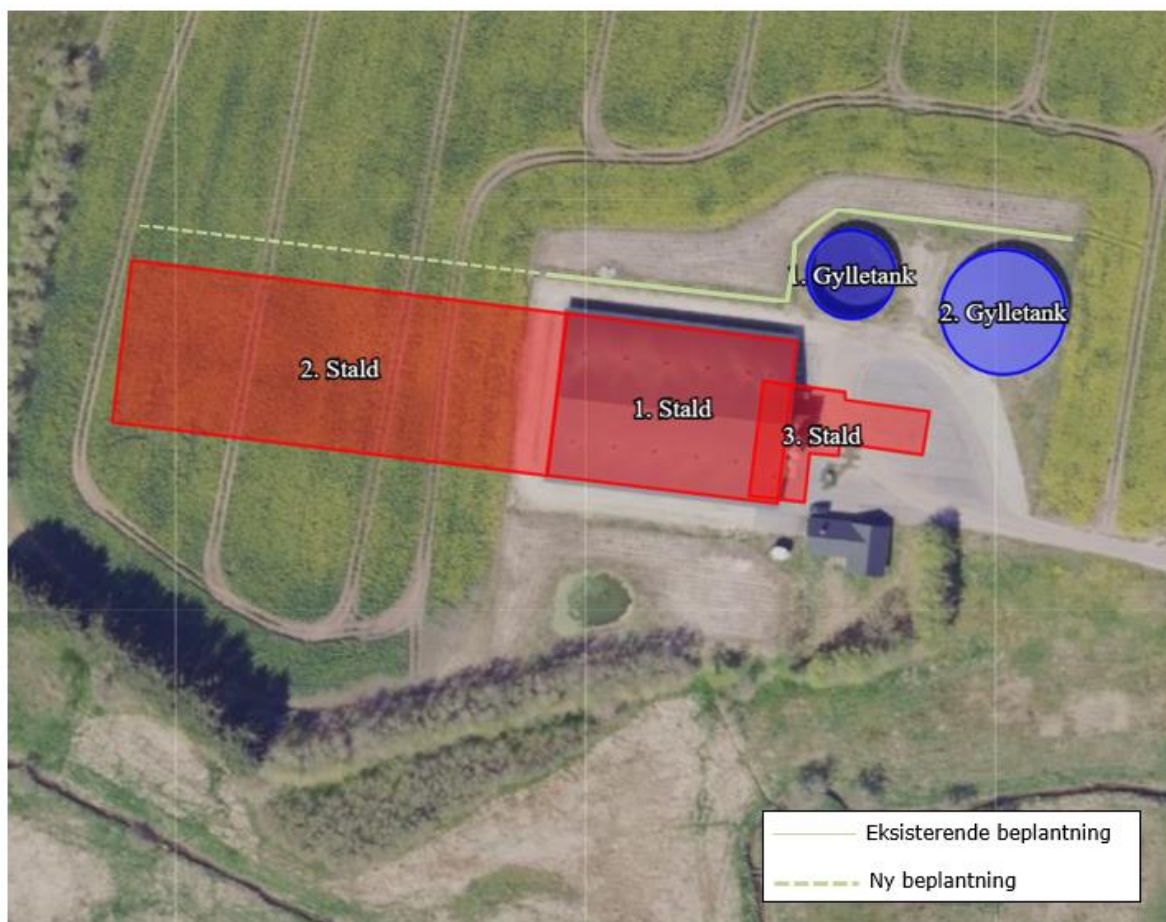 1. Gylletank
2. Gylletank
2. Stald
1. Stald
3. Stald
Eksisterende beplantning
Ny beplantning